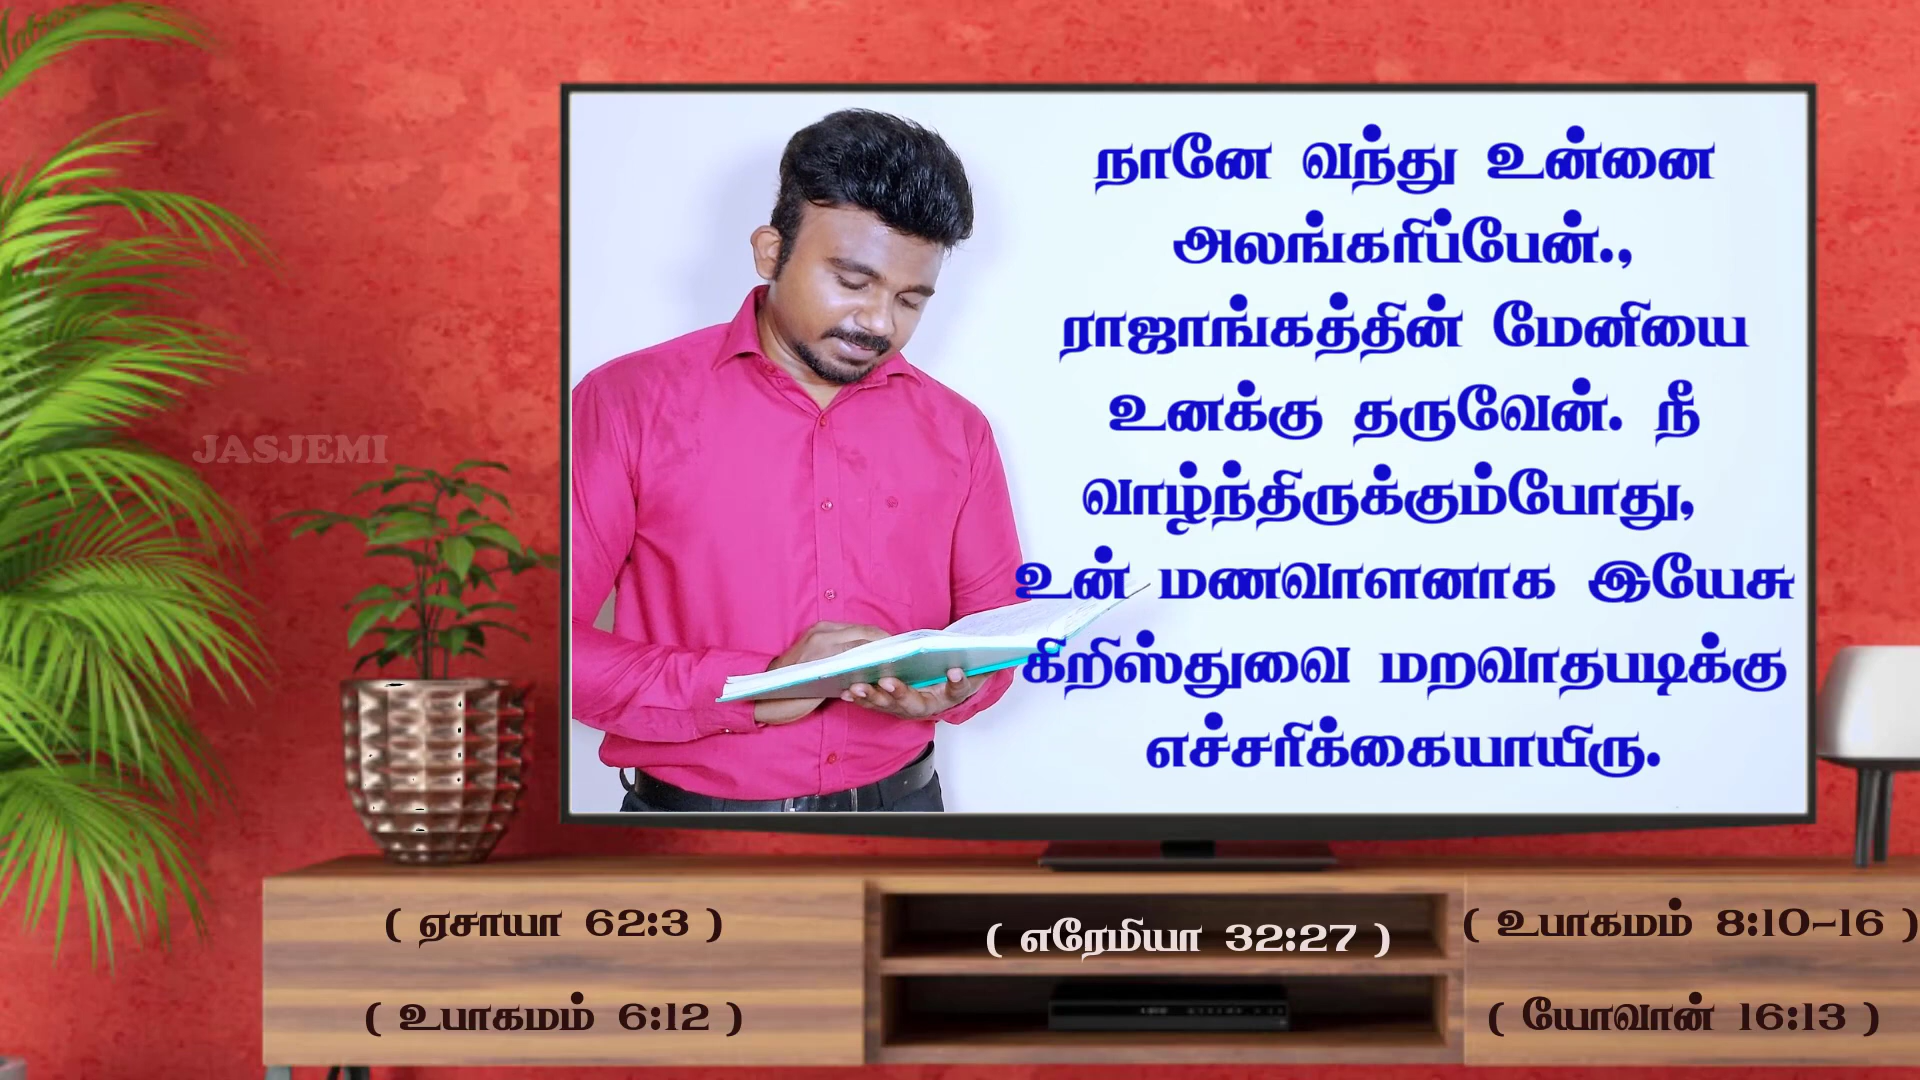 நானே வந்து உன்னை
அலங்கரிப்பேன்.,
ராஜாங்கத்தின் மேனியை
உனக்கு தருவேன். நீ
வாழ்ந்திருக்கும்போது,
உன் மணவாளனாக இயேசு
கிறிஸ்துவை மறவாதபடிக்கு
எச்சரிக்கையாயிரு.
JASJEMI
( ஏசாயா 62:3 )
( எரேமியா 32:27 )
( உபாகமம் 8:10-16 )
( உபாகமம் 6:12 )
( யோவான் 16:13 )